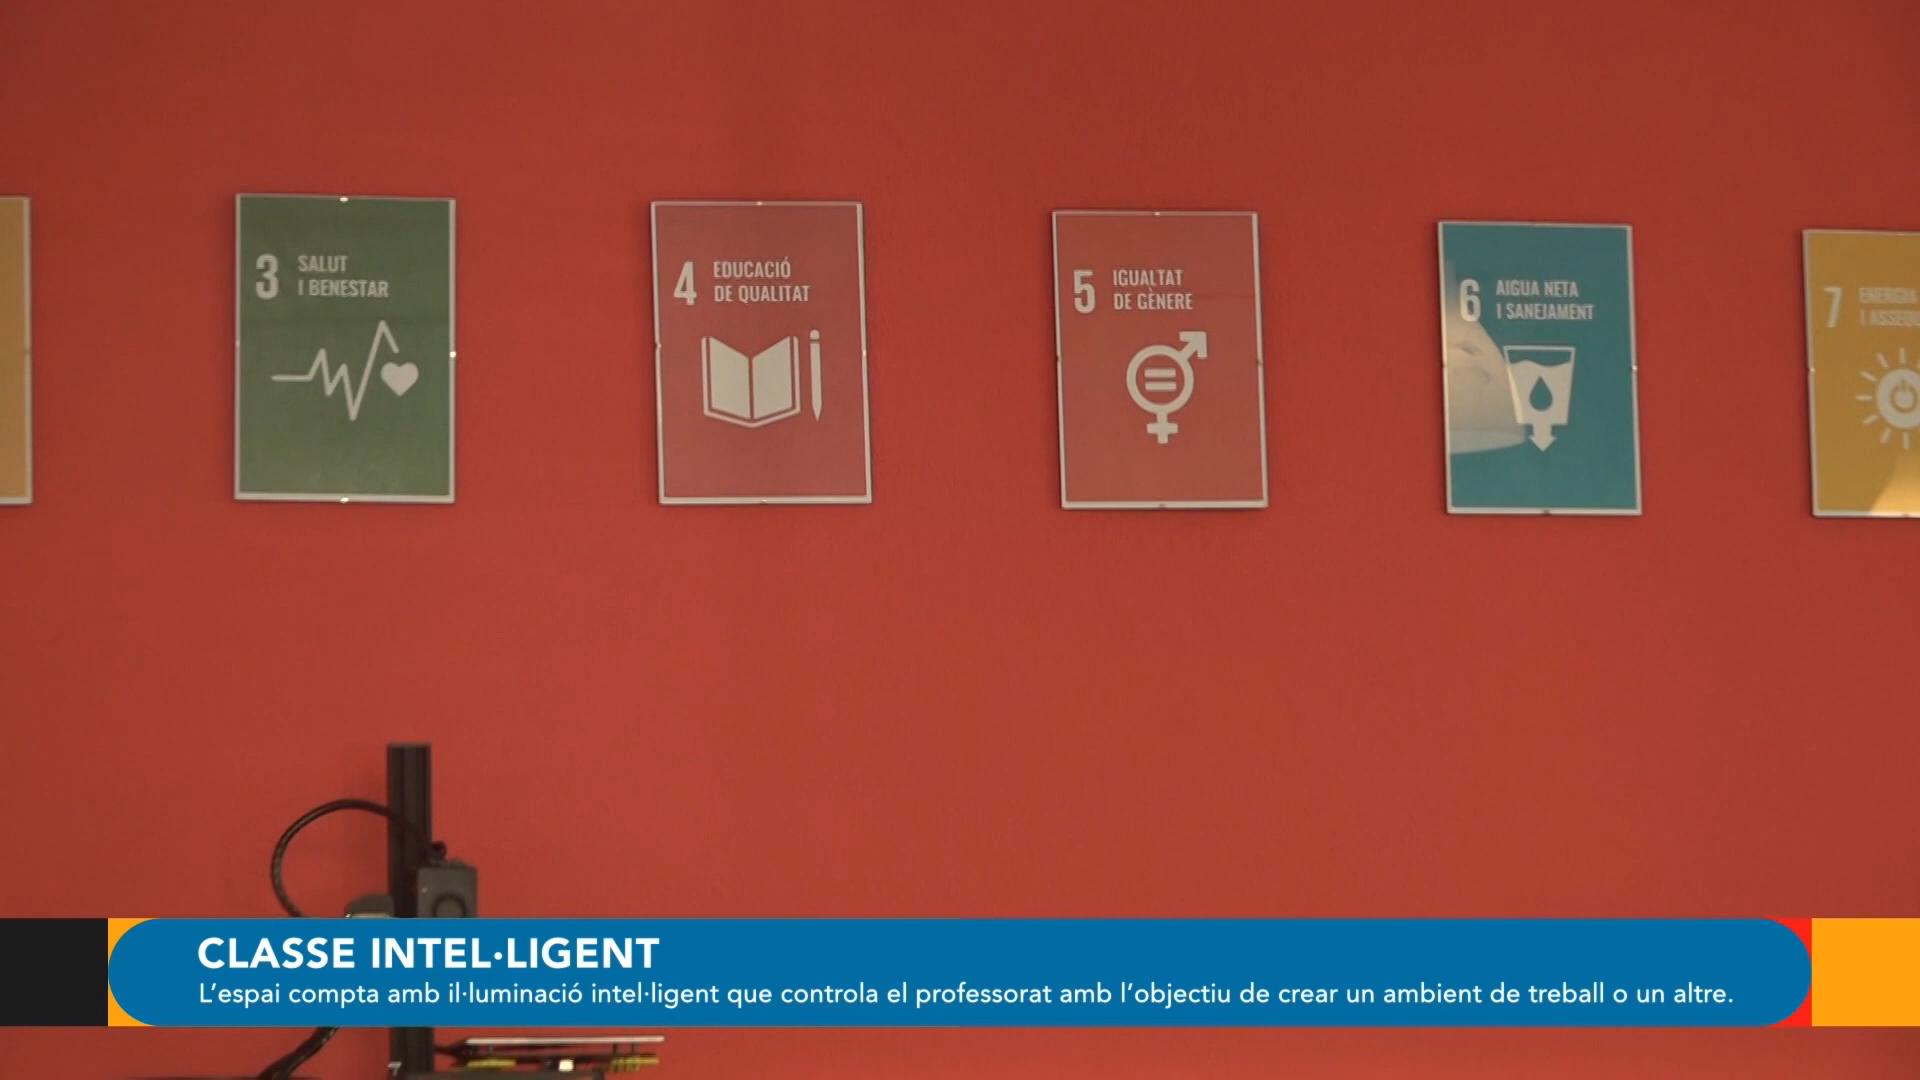 3 SALUT
I BENESTAR
4 EDUCACIÓ
DE QUALITAT
5 IGUALTAT
DE GÈNERE
6 AIGUA NETA
I SANEJAMENT
7 ENERGIA
CLASSE INTEL·LIGENT
L'espai compta amb il·luminació intel·ligent que controla el professorat amb l'objectiu de crear un ambient de treball o un altre.